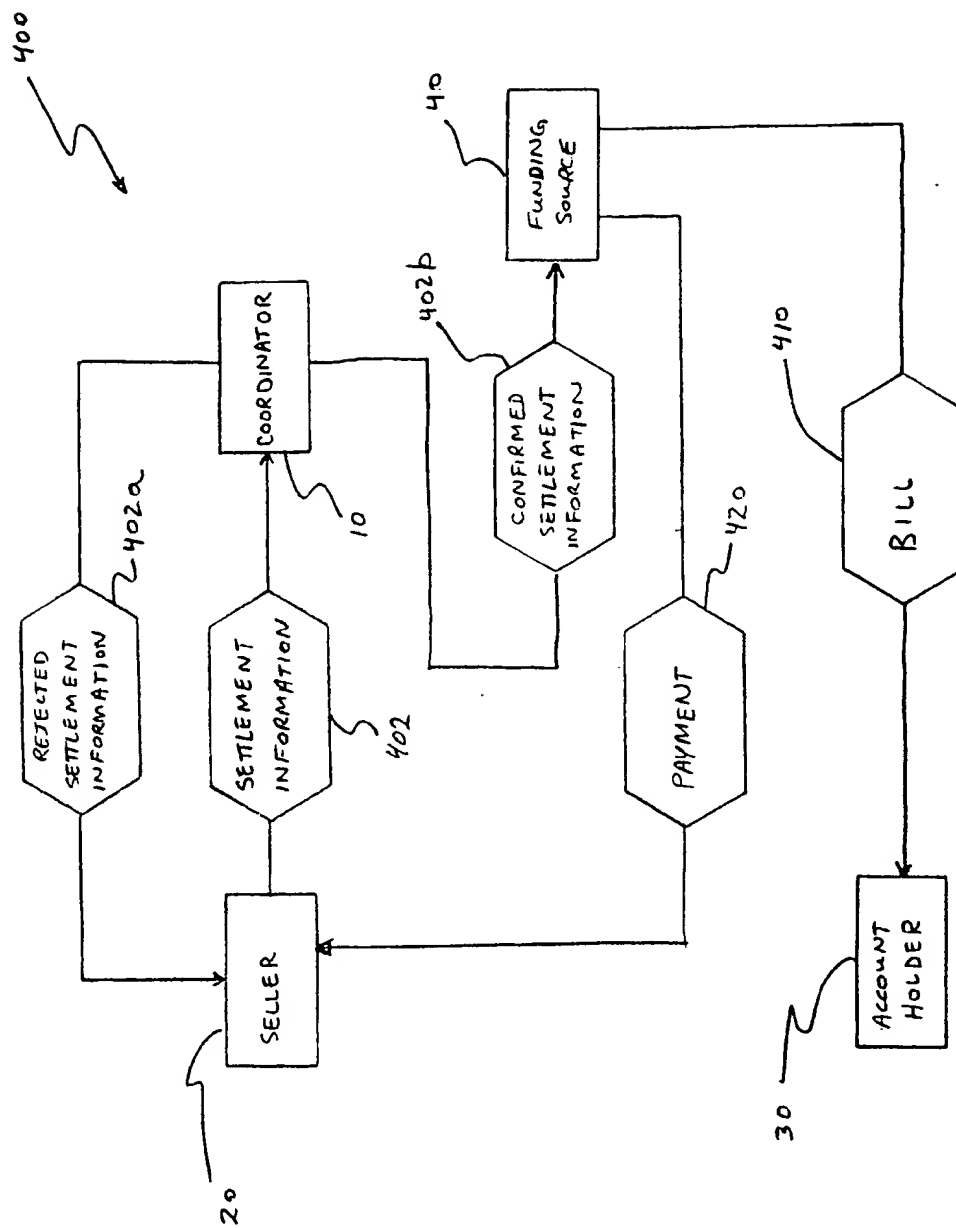 400
REJECTED
SETTLEMENT
INFORMATION
402a
SELLER
20
SETTLEMENT
INFORMATION
402
COORDINATOR
10
CONFIRMED
SETTLEMENT
INFORMATION
402b
FUNDING
SOURCE
40
PAYMENT
420
ACCOUNT
HOLDER
30
BILL
410